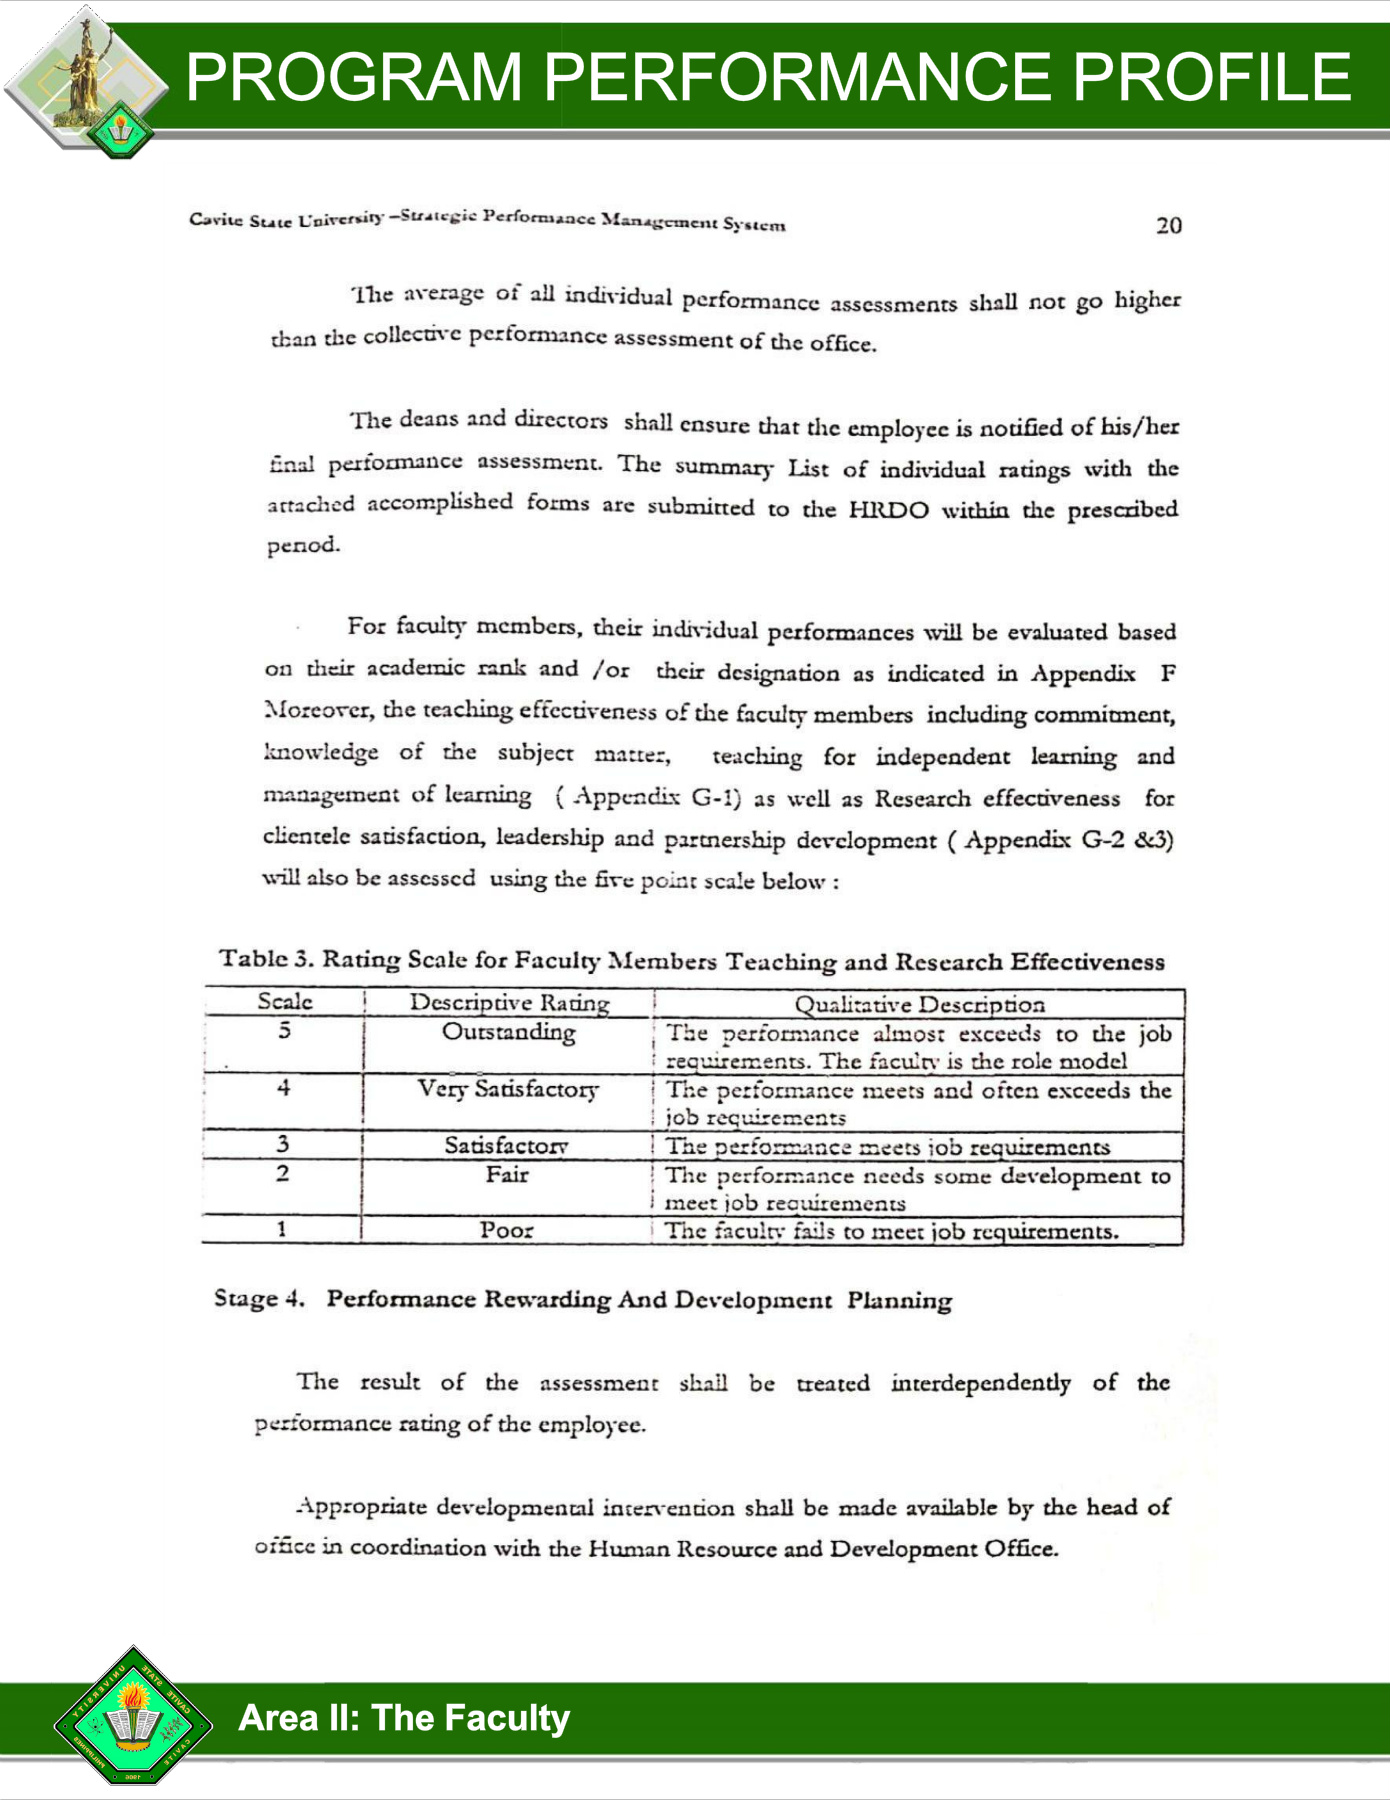 PROGRAM PERFORMANCE PROFILE
Cavite State University –Strategic Performance Management System
20
The average of all individual performance assessments shall not go higher
than the collective performance assessment of the office.
The deans and directors shall ensure that the employee is notified of his/her
final performance assessment. The summary List of individual ratings with the
attached accomplished forms are submitted to the HRDO within the prescribed
period.
For faculty members, their individual performances will be evaluated based
on their academic rank and /or their designation as indicated in Appendix F
Moreover, the teaching effectiveness of the faculty members including commitment,
knowledge of the subject matter, teaching for independent learning and
management of learning ( Appendix G-1) as well as Research effectiveness for
clientele satisfaction, leadership and partnership development ( Appendix G-2 &3)
will also be assessed using the five point scale below :
Table 3. Rating Scale for Faculty Members Teaching and Research Effectiveness
Scale Descriptive Rating Qualitative Description
5 Outstanding The performance almost exceeds to the job
requirements. The faculty is the role model
4 Very Satisfactory The performance meets and often exceeds the
job requirements
3 Satisfactory The performance meets job requirements
2 Fair The performance needs some development to
meet job requirements
1 Poor The faculty fails to meet job requirements.
Stage 4. Performance Rewarding And Development Planning
The result of the assessment shall be treated interdependently of the
performance rating of the employee.
Appropriate developmental intervention shall be made available by the head of
office in coordination with the Human Resource and Development Office.
CAVITE STATE UNIVERSITY
CAVITE
PHILIPPINES
1906
Area II: The Faculty